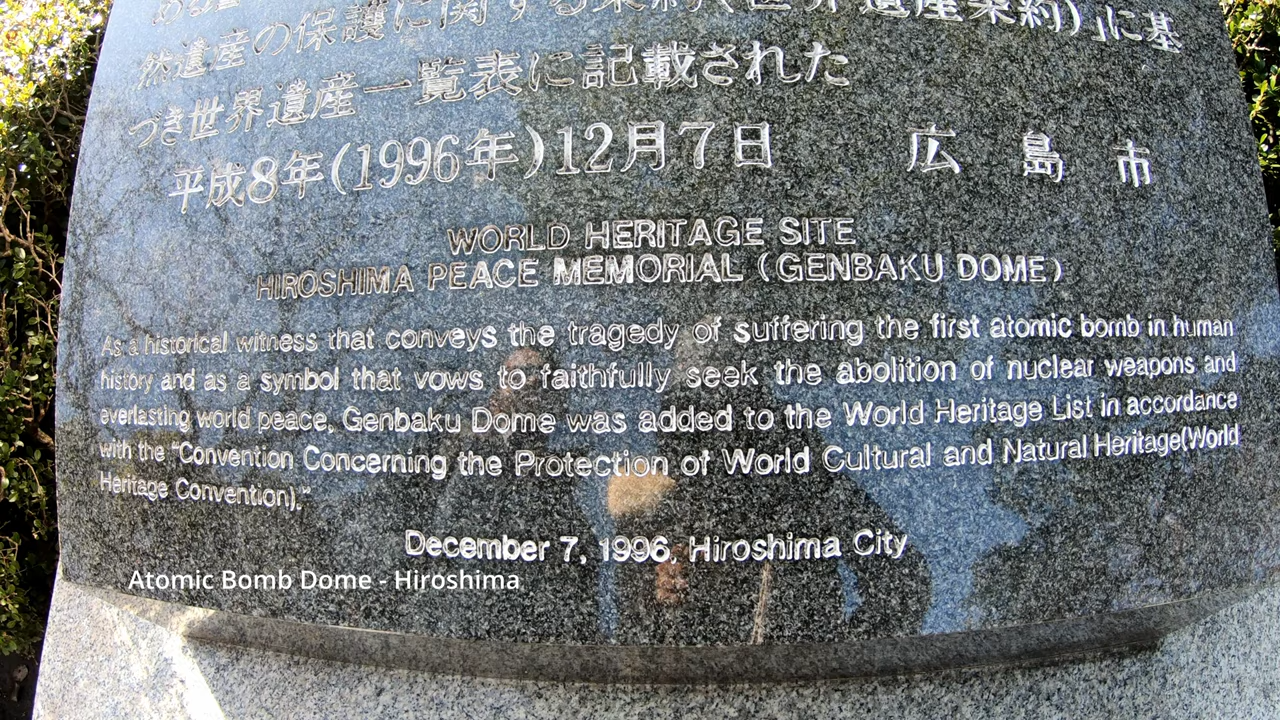 然遺産の保護に関する条約(世界遺産条約)」に基
づき世界遺産一覧表に記載された
平成8年(1996年)12月7日 広島市
WORLD HERITAGE SITE
HIROSHIMA PEACE MEMORIAL (GENBAKU DOME)
As a historical witness that conveys the tragedy of suffering the first atomic bomb in human
history and as a symbol that vows to faithfully seek the abolition of nuclear weapons and
everlasting world peace, Genbaku Dome was added to the World Heritage List in accordance
with the "Convention Concerning the Protection of World Cultural and Natural Heritage(World
Heritage Convention)."
December 7, 1996, Hiroshima City
Atomic Bomb Dome - Hiroshima